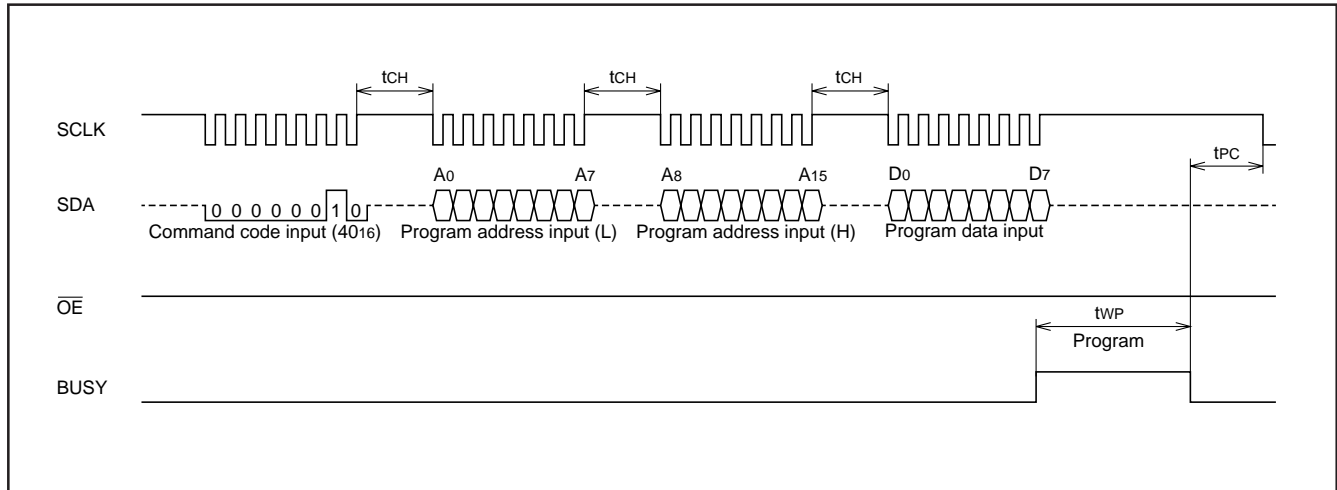 tCH tCH tCH
SCLK
tPC
A0 A7 A8 A15 D0 D7
SDA
0 0 0 0 0 0 1 0
Command code input (4016) Program address input (L) Program address input (H) Program data input
OE
tWP
Program
BUSY